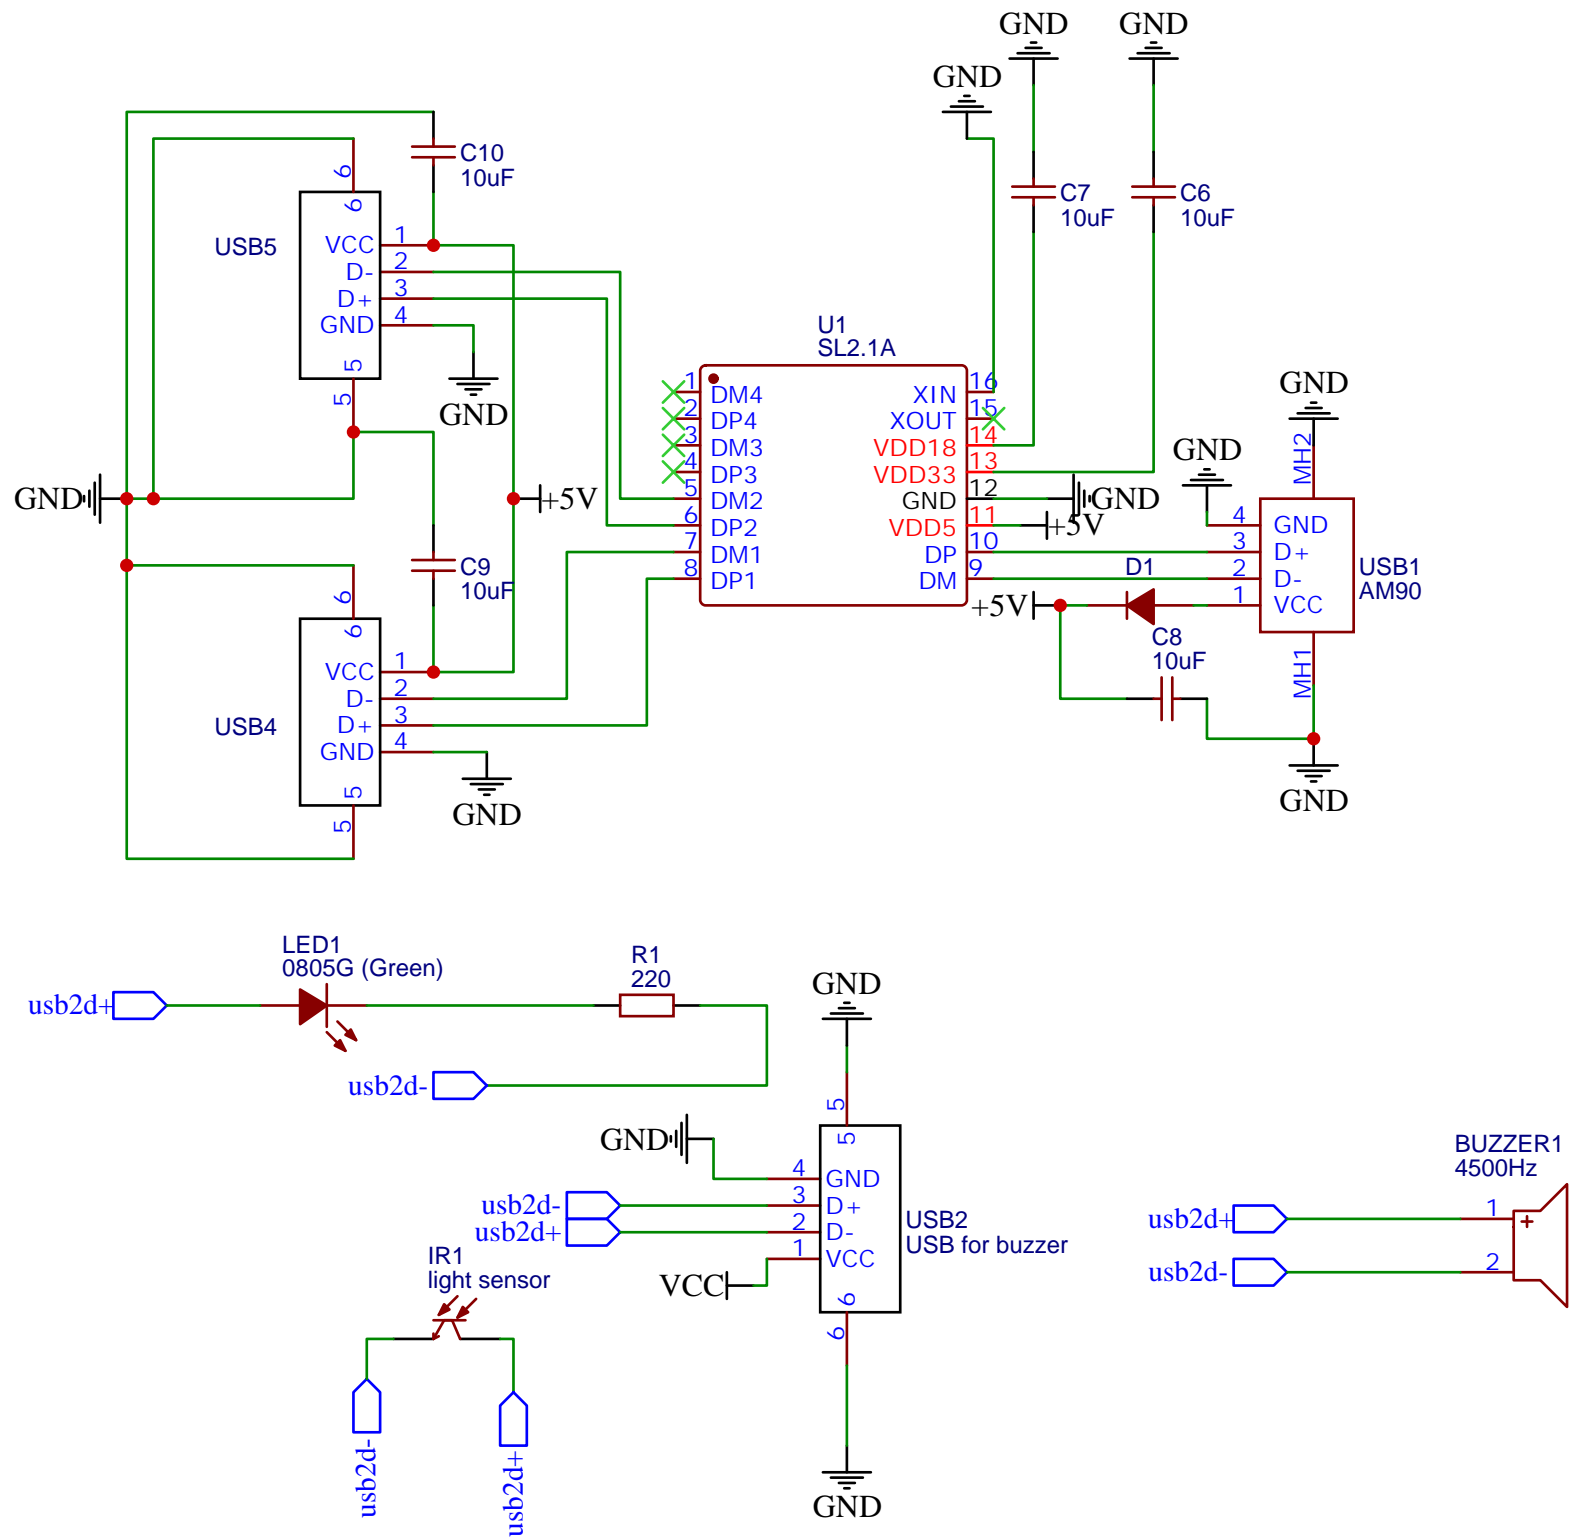 GND
GND
GND
C10
10uF
C7
10uF
C6
10uF
6
6
USB5
VCC
1
D-
2
D+
3
GND
4
5
5
GND
GND
+5V
U1
SL2.1A
1
DM4
2
DP4
3
DM3
4
DP3
5
DM2
6
DP2
7
DM1
8
DP1
XIN
16
XOUT
15
VDD18
14
VDD33
13
GND
12
VDD5
11
DP
10
DM
9
GND
+5V
GND
MH2
GND
4
GND
3
D+
2
D-
1
VCC
USB1
AM90
D1
+5V
C8
10uF
MH1
GND
C9
10uF
6
6
USB4
VCC
1
D-
2
D+
3
GND
4
5
5
GND
LED1
0805G (Green)
R1
220
usb2d+
usb2d-
GND
5
5
GND
4
GND
usb2d-
3
D+
usb2d+
2
D-
1
VCC
VCC
USB2
USB for buzzer
6
6
GND
IR1
light sensor
usb2d-
usb2d+
BUZZER1
4500Hz
usb2d+
1
+
usb2d-
2